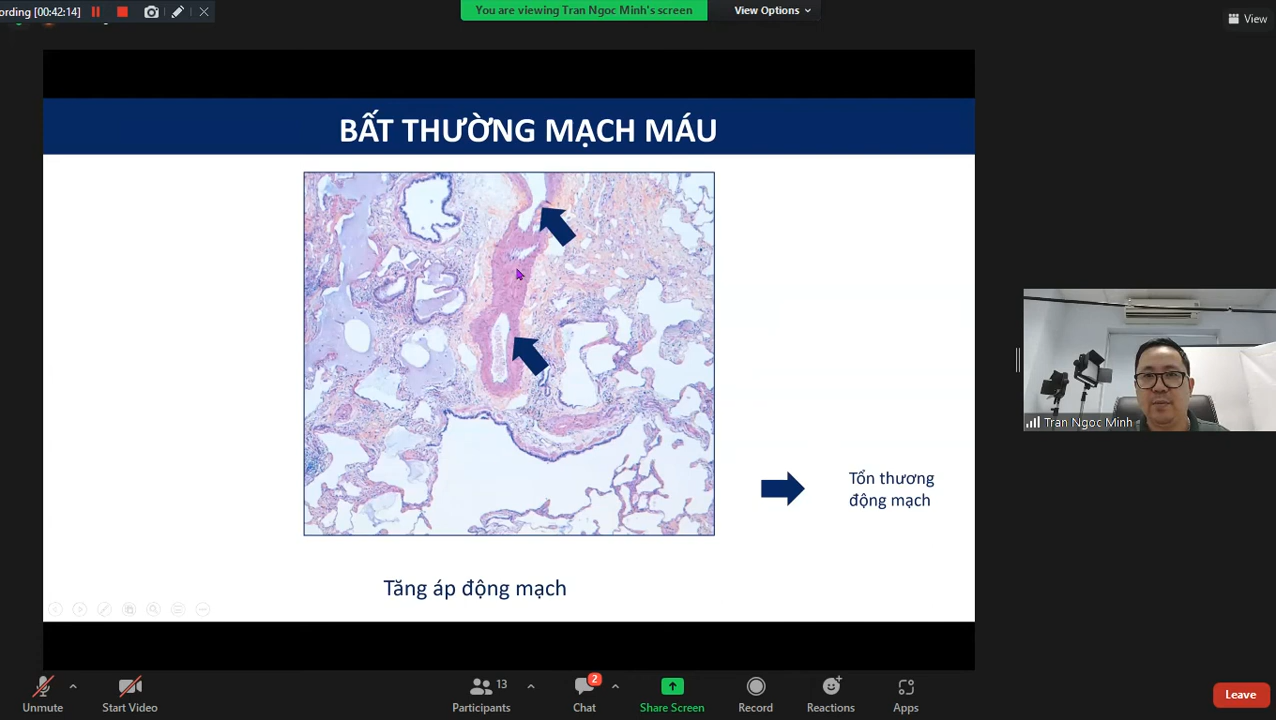 ording [00:42:14]
You are viewing Tran Ngoc Minh's screen
View Options
View
BẤT THƯỜNG MẠCH MÁU
Tổn thương
động mạch
Tăng áp động mạch
Tran Ngoc Minh
Unmute
Start Video
13
Participants
2
Chat
Share Screen
Record
Reactions
Apps
Leave